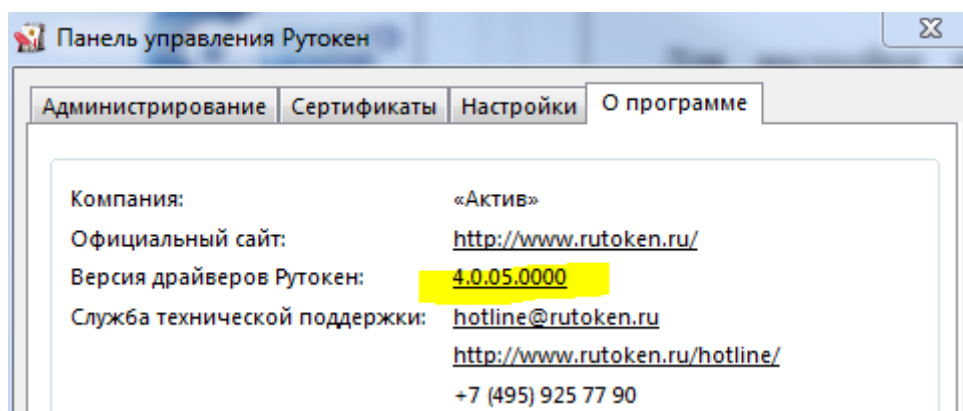 Панель управления Рутокен
Администрирование Сертификаты Настройки О программе
Компания: «Актив»
Официальный сайт: http://www.rutoken.ru/
Версия драйверов Рутокен: 4.0.05.0000
Служба технической поддержки: hotline@rutoken.ru
http://www.rutoken.ru/hotline/
+7 (495) 925 77 90